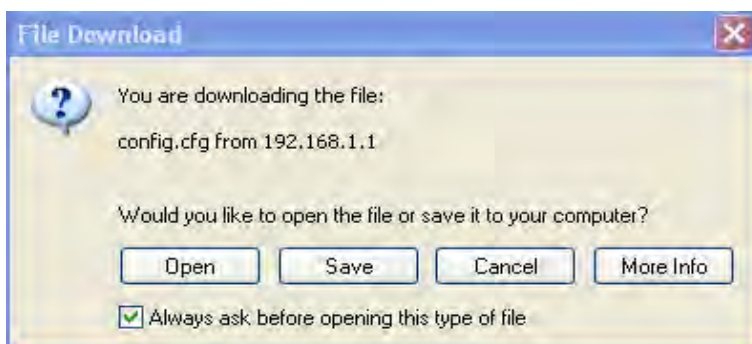 File Download
You are downloading the file:
config.cfg from 192.168.1.1
Would you like to open the file or save it to your computer?
Open Save Cancel More Info
Always ask before opening this type of file